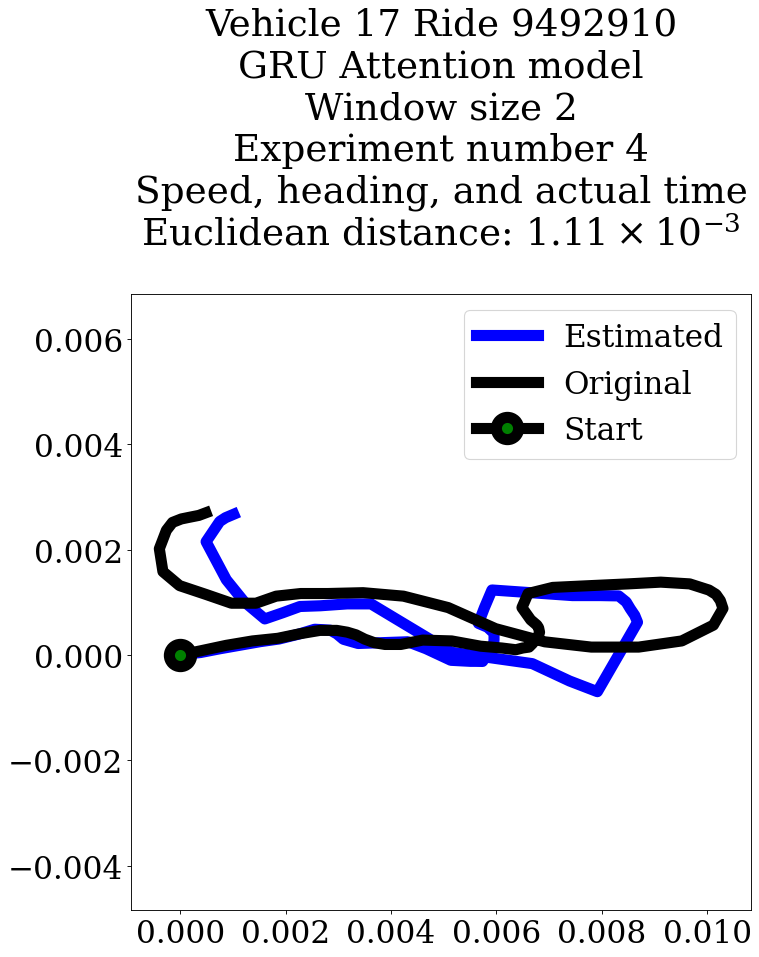 Vehicle 17 Ride 9492910
GRU Attention model
Window size 2
Experiment number 4
Speed, heading, and actual time
Euclidean distance: 1.11 × 10⁻³
Estimated
Original
Start
0.006
0.004
0.002
0.000
−0.002
−0.004
0.000 0.002 0.004 0.006 0.008 0.010